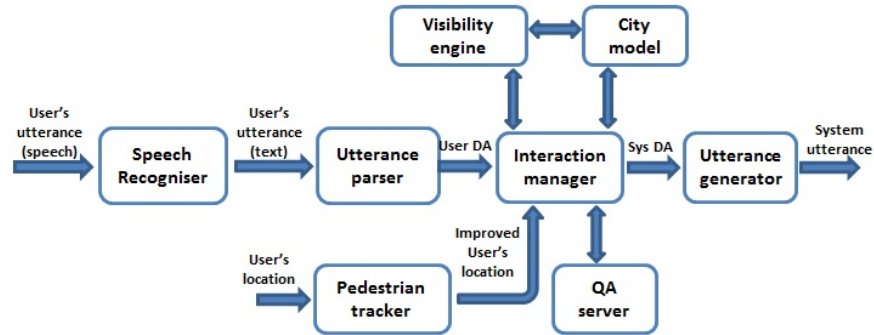 Visibility
engine
City
model
User's
utterance
(speech)
Speech
Recogniser
User's
utterance
(text)
Utterance
parser
User DA
Interaction
manager
Sys DA
Utterance
generator
System
utterance
User's
location
Pedestrian
tracker
Improved
User's
location
QA
server